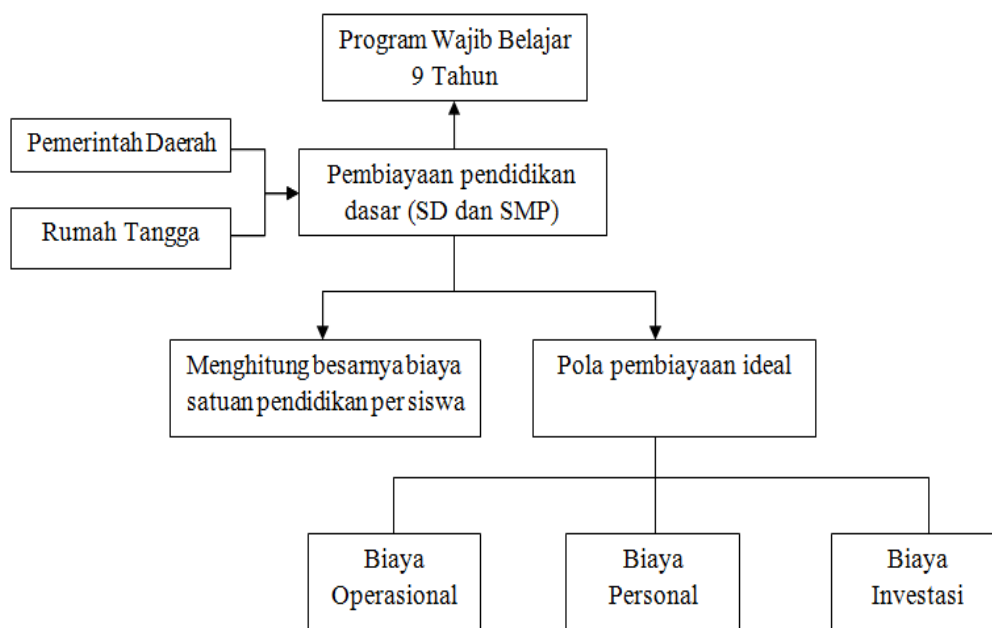 Program Wajib Belajar
9 Tahun
Pemerintah Daerah
Pembiayaan pendidikan
dasar (SD dan SMP)
Rumah Tangga
Menghitung besarnya biaya
satuan pendidikan per siswa
Pola pembiayaan ideal
Biaya
Operasional
Biaya
Personal
Biaya
Investasi